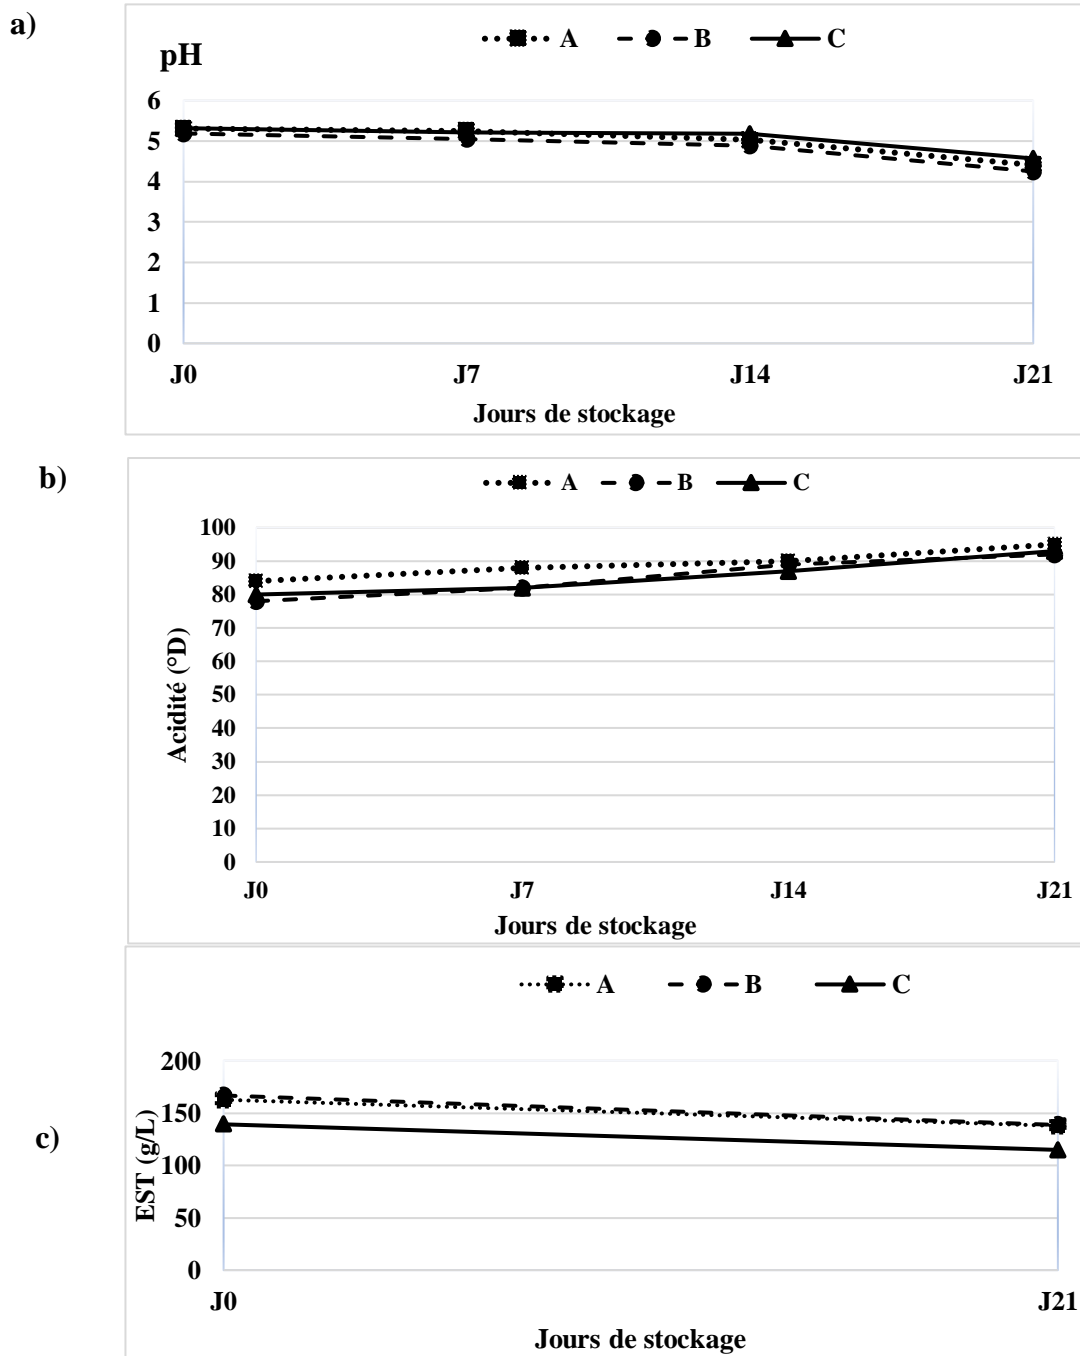 a)
A B C
pH
6
5
4
3
2
1
0
J0 J7 J14 J21
Jours de stockage
b)
A B C
100
90
80
70
60
50
40
30
20
10
0
Acidité (°D)
J0 J7 J14 J21
Jours de stockage
c)
A B C
200
150
100
50
0
EST (g/L)
J0 J21
Jours de stockage